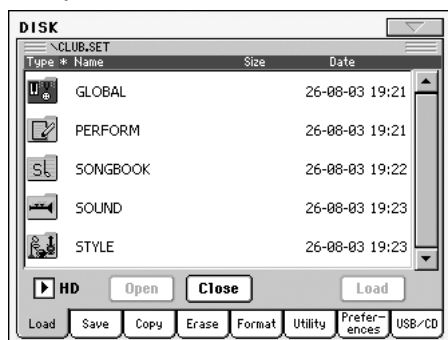 DISK
\CLUB.SET
Type * Name Size Date
GLOBAL 26-08-03 19:21
PERFORM 26-08-03 19:21
SONGBOOK 26-08-03 19:22
SOUND 26-08-03 19:23
STYLE 26-08-03 19:23
HD Open Close Load
Load Save Copy Erase Format Utility Prefer-
ences USB/CD